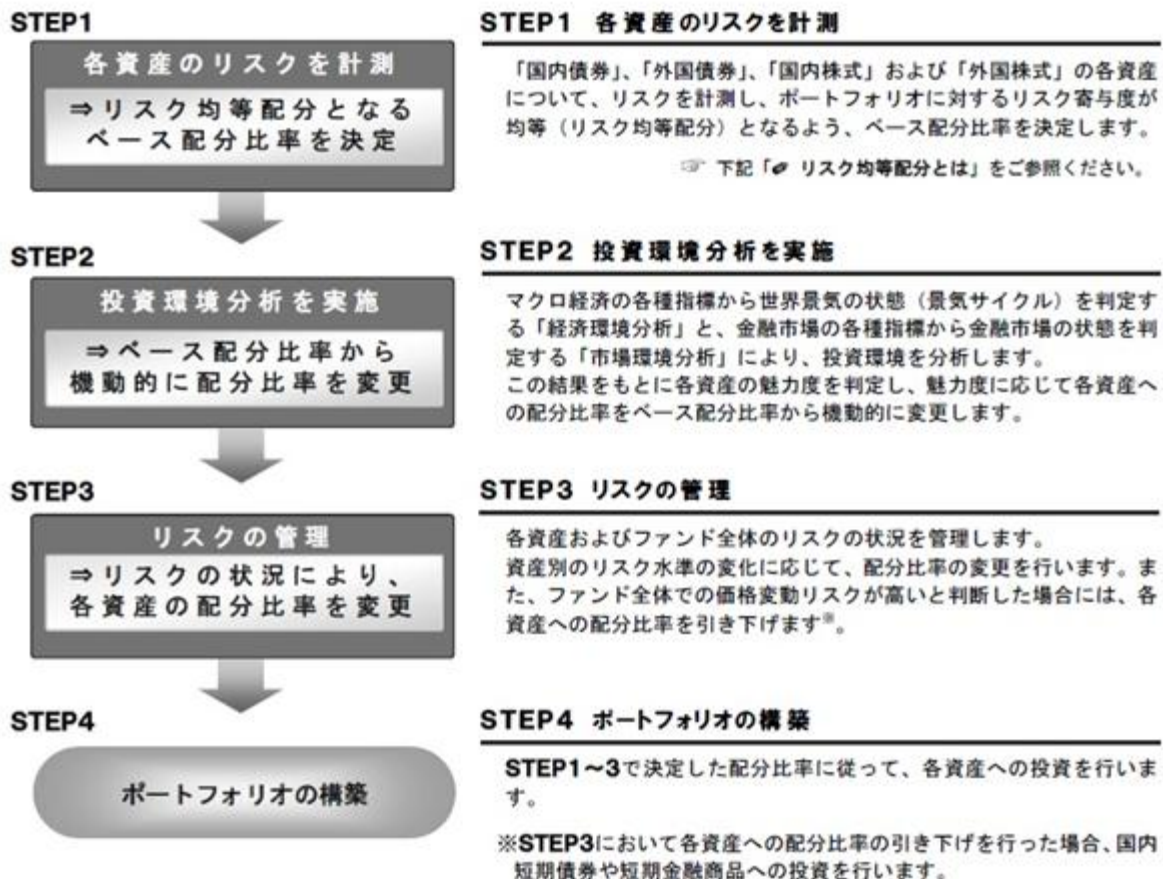 STEP1
各資産のリスクを計測
⇒リスク均等配分となる
ベース配分比率を決定
STEP1 各資産のリスクを計測
「国内債券」、「外国債券」、「国内株式」および「外国株式」の各資産
について、リスクを計測し、ポートフォリオに対するリスク寄与度が
均等（リスク均等配分）となるよう、ベース配分比率を決定します。
☞ 下記「✐ リスク均等配分とは」をご参照ください。
STEP2
投資環境分析を実施
⇒ベース配分比率から
機動的に配分比率を変更
STEP2 投資環境分析を実施
マクロ経済の各種指標から世界景気の状態（景気サイクル）を判定す
る「経済環境分析」と、金融市場の各種指標から金融市場の状態を判
定する「市場環境分析」により、投資環境を分析します。
この結果をもとに各資産の魅力度を判定し、魅力度に応じて各資産へ
の配分比率をベース配分比率から機動的に変更します。
STEP3
リスクの管理
⇒リスクの状況により、
各資産の配分比率を変更
STEP3 リスクの管理
各資産およびファンド全体のリスクの状況を管理します。
資産別のリスク水準の変化に応じて、配分比率の変更を行います。ま
た、ファンド全体での価格変動リスクが高いと判断した場合には、各
資産への配分比率を引き下げます※。
STEP4
ポートフォリオの構築
STEP4 ポートフォリオの構築
STEP1～3で決定した配分比率に従って、各資産への投資を行いま
す。
※STEP3において各資産への配分比率の引き下げを行った場合、国内
短期債券や短期金融商品への投資を行います。